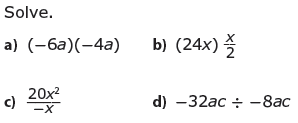 Solve.
a) (−6a)(−4a) b) (24x) x/2
c) 20x²/−x d) −32ac ÷ −8ac